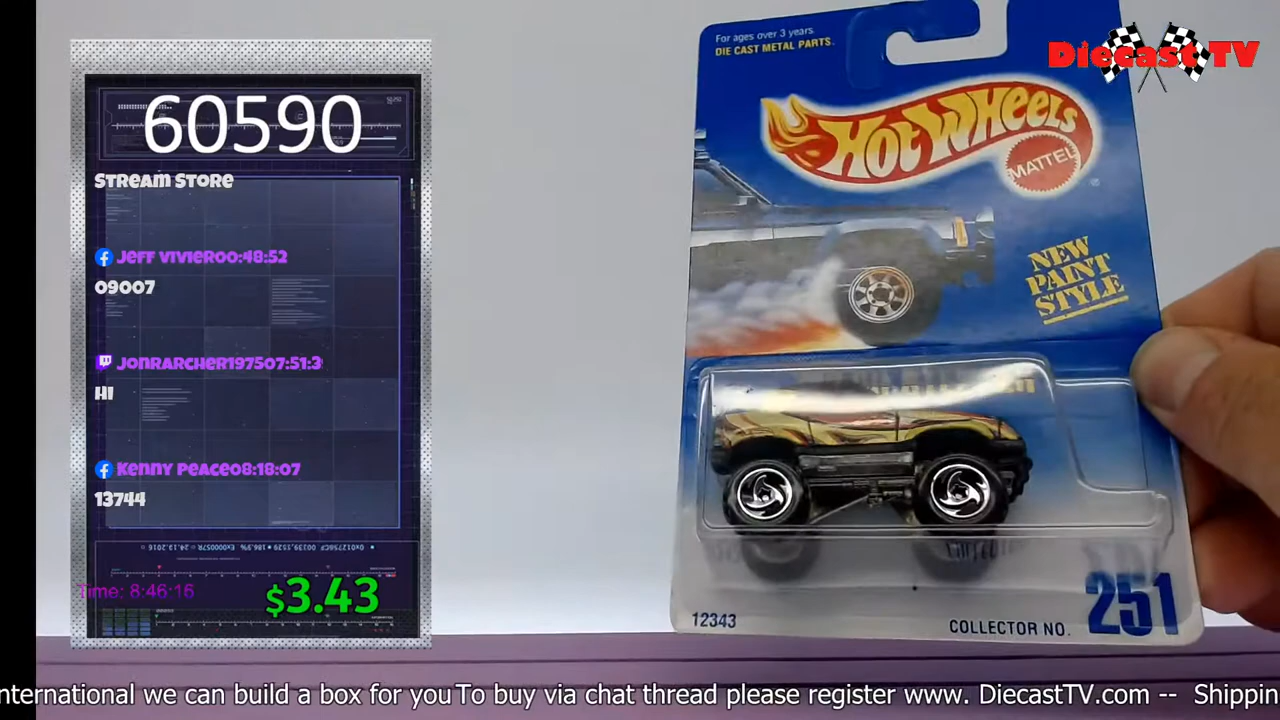 60590
STREAM STORE
JEFF VIVIER00:48:52
09007
JONRARCHER197507:51:3
HI
KENNY PEACE08:18:07
13744
Time: 8:46:16
$3.43
For ages over 3 years.
DIE CAST METAL PARTS.
Diecast TV
HOT WHEELS
MATTEL
®
NEW
PAINT
STYLE
12343
COLLECTOR NO. 251
nternational we can build a box for you To buy via chat thread please register www. DiecastTV.com -- Shippin